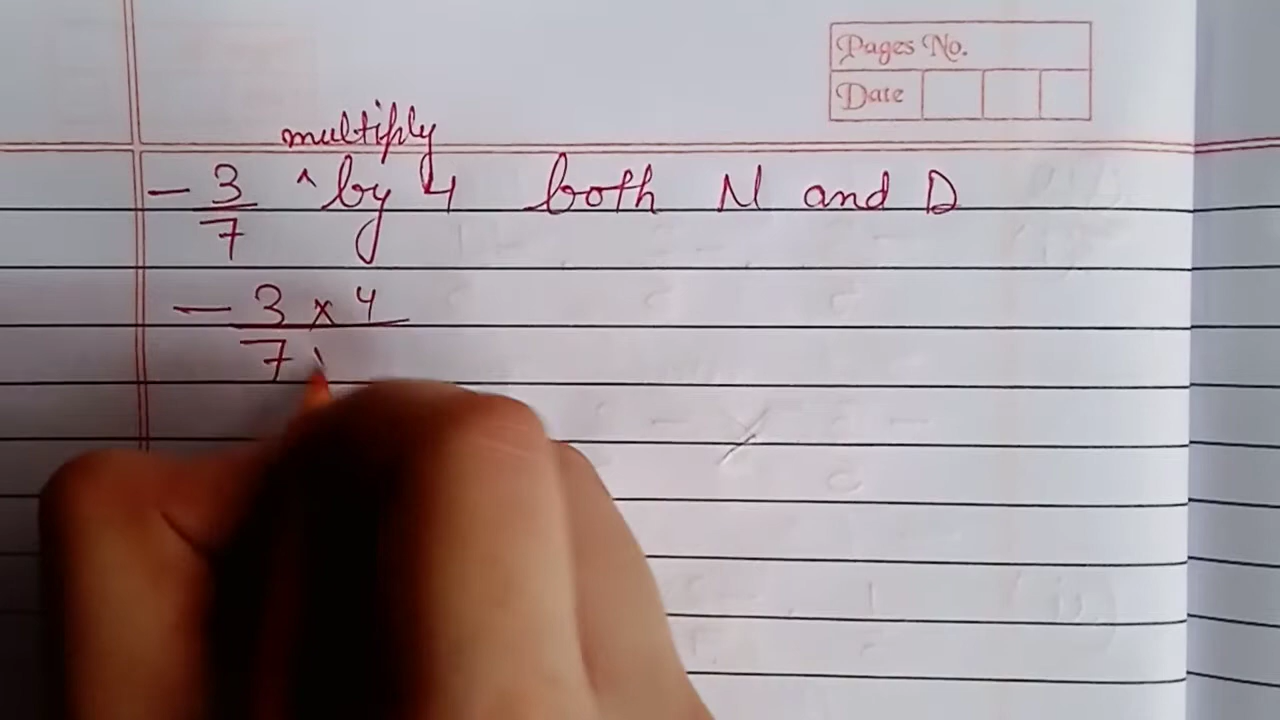 Pages No.
Date
multiply
- 3/7 ^ by 4 both N and D
- 3 x 4
7